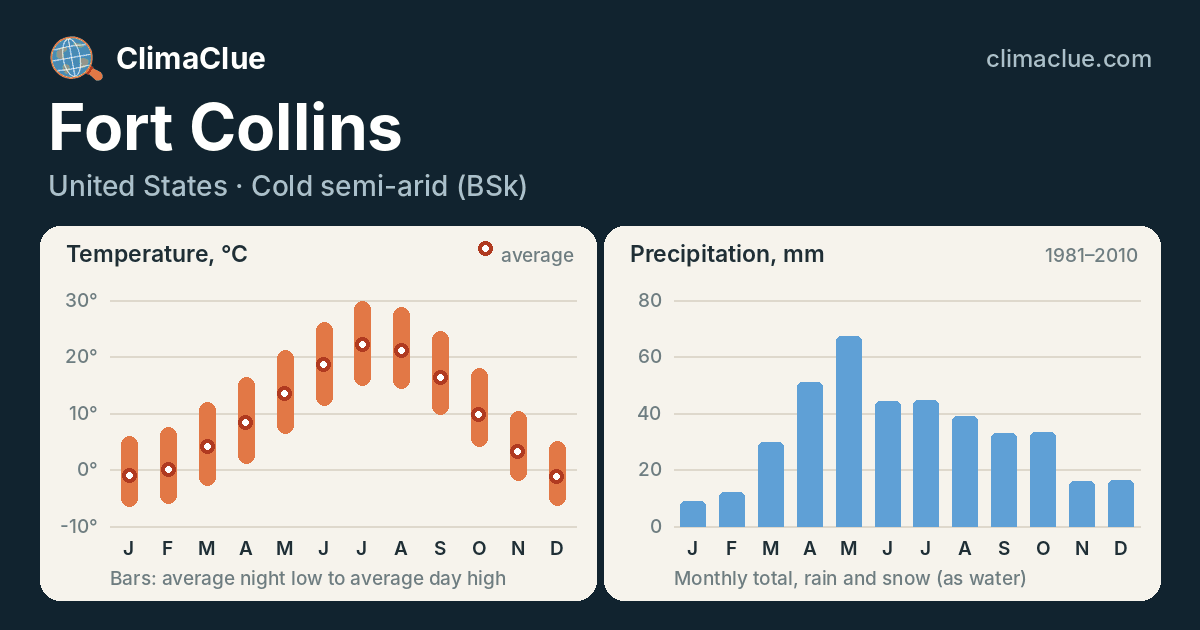 ClimaClue
climaclue.com
Fort Collins
United States · Cold semi-arid (BSk)
Temperature, °C
average
30°
20°
10°
0°
-10°
J F M A M J J A S O N D
Bars: average night low to average day high
Precipitation, mm
1981–2010
80
60
40
20
0
J F M A M J J A S O N D
Monthly total, rain and snow (as water)